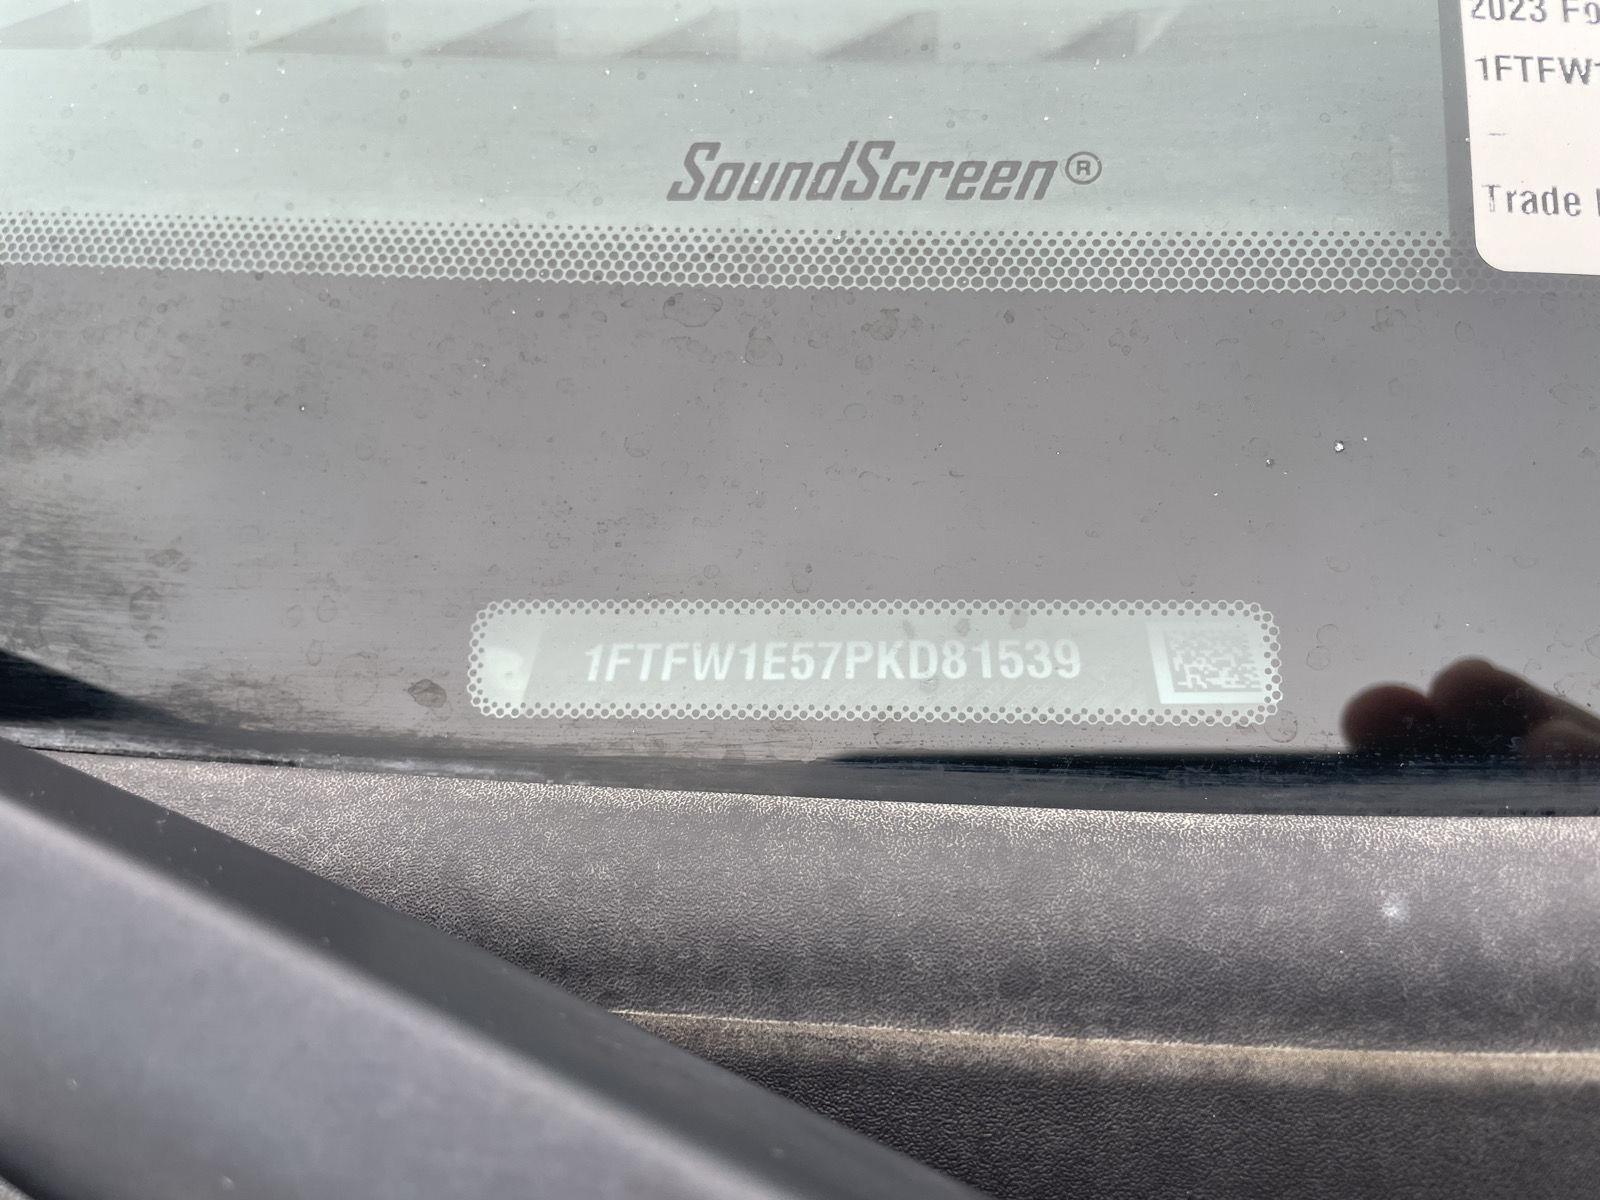 2023 Fo
1FTFW1
Trade
SoundScreen®
1FTFW1E57PKD81539